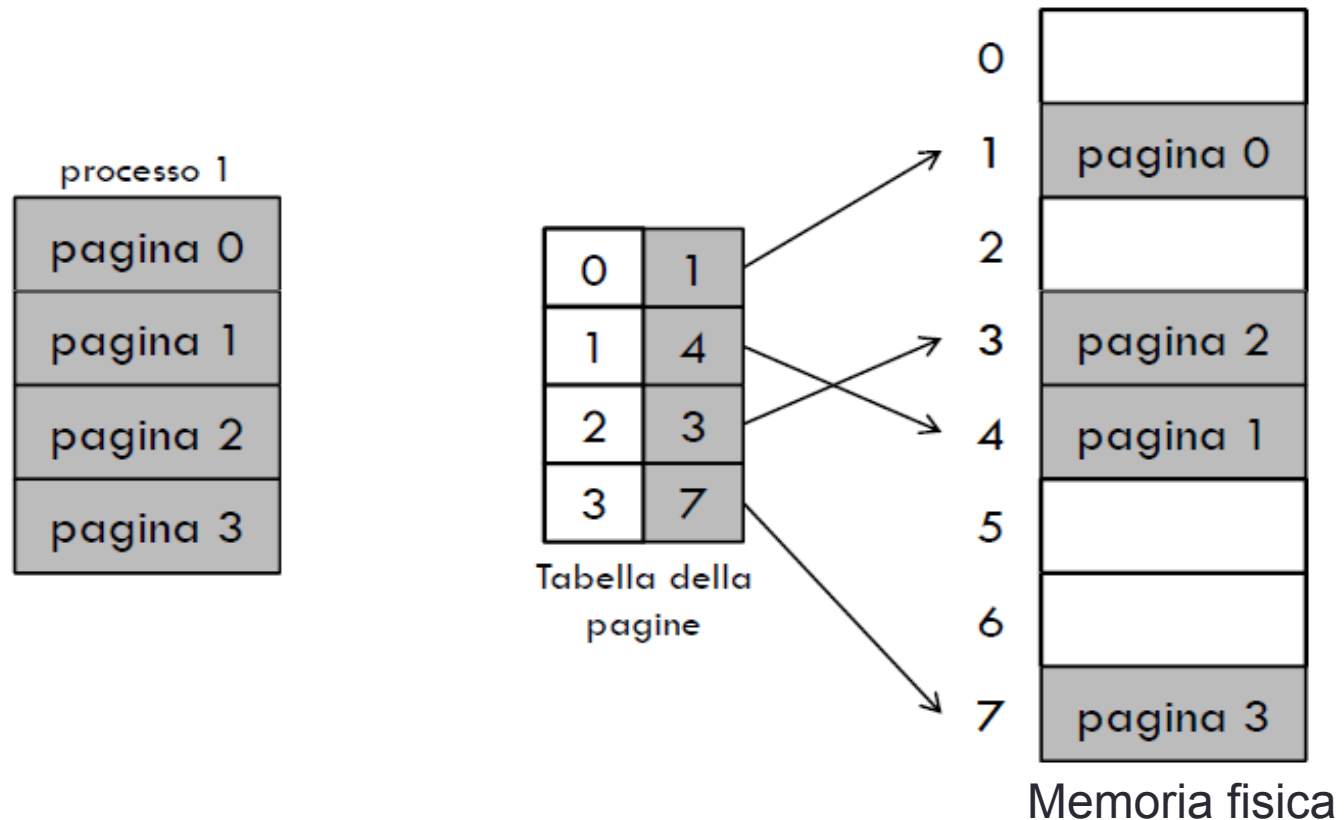 processo 1
pagina 0
pagina 1
pagina 2
pagina 3
0 1
1 4
2 3
3 7
Tabella della
pagine
0
1 pagina 0
2
3 pagina 2
4 pagina 1
5
6
7 pagina 3
Memoria fisica